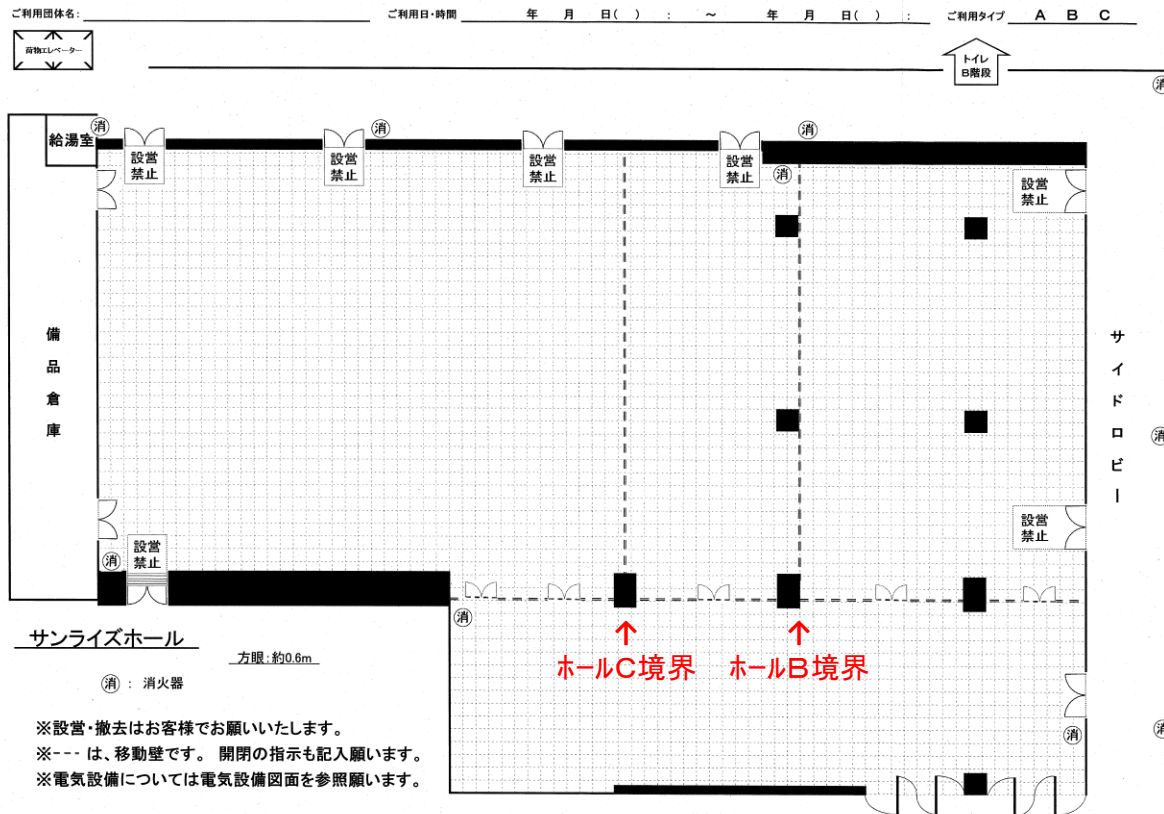 ご利用団体名:
ご利用日・時間 年 月 日( ) : ～ 年 月 日( ) :
ご利用タイプ A B C
荷物エレベーター
トイレ
B階段
消
給湯室
消
消
消
設営
禁止
設営
禁止
設営
禁止
設営
禁止
消
設営
禁止
備品倉庫
サイドロビー
消
設営
禁止
設営
禁止
消
消
サンライズホール
方眼:約0.6m
消 : 消火器
ホールC境界
ホールB境界
※設営・撤去はお客様でお願いいたします。
※--- は、移動壁です。 開閉の指示も記入願います。
※電気設備については電気設備図面を参照願います。
消
消